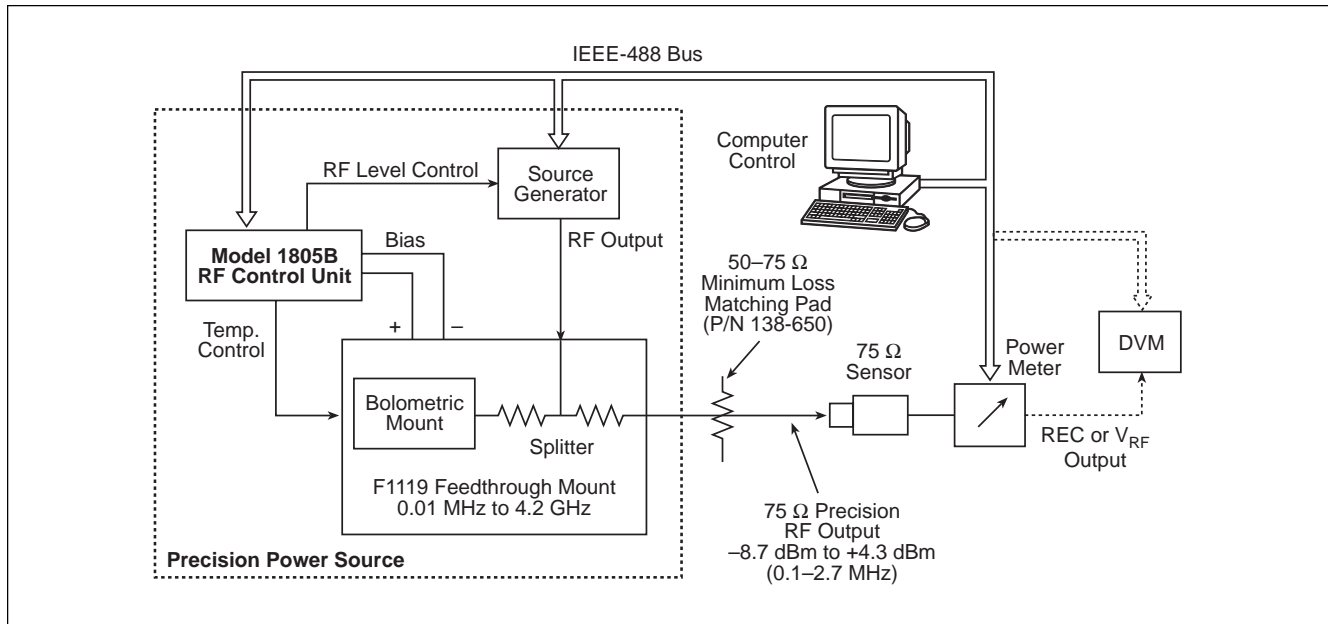 IEEE-488 Bus
Computer
Control
RF Level Control
Source
Generator
Model 1805B
RF Control Unit
Bias
RF Output
50–75 Ω
Minimum Loss
Matching Pad
(P/N 138-650)
Temp.
Control
+
–
75 Ω
Sensor
Power
Meter
DVM
Bolometric
Mount
Splitter
REC or VRF
Output
F1119 Feedthrough Mount
0.01 MHz to 4.2 GHz
75 Ω Precision
RF Output
–8.7 dBm to +4.3 dBm
(0.1–2.7 MHz)
Precision Power Source